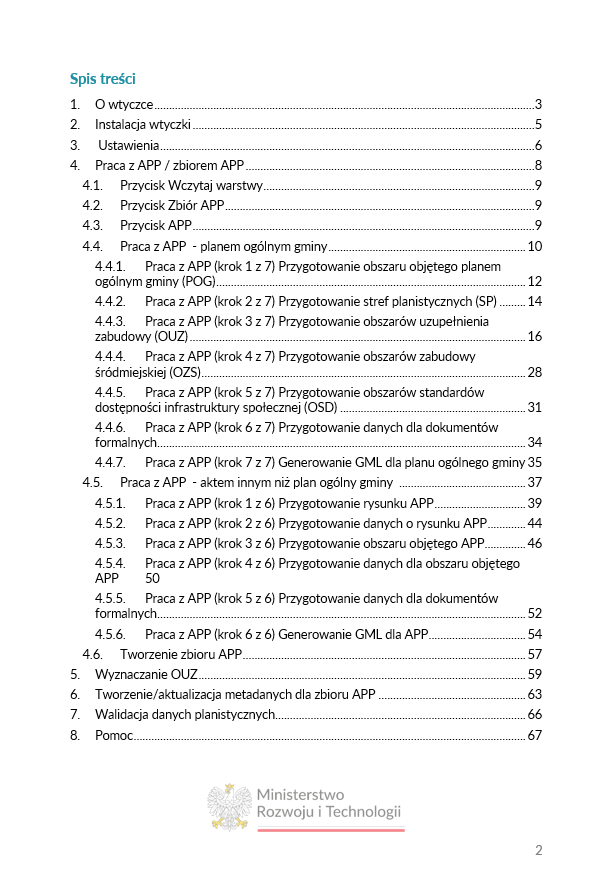 Spis treści
1. O wtyczce 3
2. Instalacja wtyczki 5
3. Ustawienia 6
4. Praca z APP / zbiorem APP 8
4.1. Przycisk Wczytaj warstwy 9
4.2. Przycisk Zbiór APP 9
4.3. Przycisk APP 9
4.4. Praca z APP - planem ogólnym gminy 10
4.4.1. Praca z APP (krok 1 z 7) Przygotowanie obszaru objętego planem
ogólnym gminy (POG) 12
4.4.2. Praca z APP (krok 2 z 7) Przygotowanie stref planistycznych (SP) 14
4.4.3. Praca z APP (krok 3 z 7) Przygotowanie obszarów uzupełnienia
zabudowy (OUZ) 16
4.4.4. Praca z APP (krok 4 z 7) Przygotowanie obszarów zabudowy
śródmiejskiej (OZS) 28
4.4.5. Praca z APP (krok 5 z 7) Przygotowanie obszarów standardów
dostępności infrastruktury społecznej (OSD) 31
4.4.6. Praca z APP (krok 6 z 7) Przygotowanie danych dla dokumentów
formalnych 34
4.4.7. Praca z APP (krok 7 z 7) Generowanie GML dla planu ogólnego gminy 35
4.5. Praca z APP - aktem innym niż plan ogólny gminy 37
4.5.1. Praca z APP (krok 1 z 6) Przygotowanie rysunku APP 39
4.5.2. Praca z APP (krok 2 z 6) Przygotowanie danych o rysunku APP 44
4.5.3. Praca z APP (krok 3 z 6) Przygotowanie obszaru objętego APP 46
4.5.4. Praca z APP (krok 4 z 6) Przygotowanie danych dla obszaru objętego
APP 50
4.5.5. Praca z APP (krok 5 z 6) Przygotowanie danych dla dokumentów
formalnych 52
4.5.6. Praca z APP (krok 6 z 6) Generowanie GML dla APP 54
4.6. Tworzenie zbioru APP 57
5. Wyznaczanie OUZ 59
6. Tworzenie/aktualizacja metadanych dla zbioru APP 63
7. Walidacja danych planistycznych 66
8. Pomoc 67
Ministerstwo
Rozwoju i Technologii
2